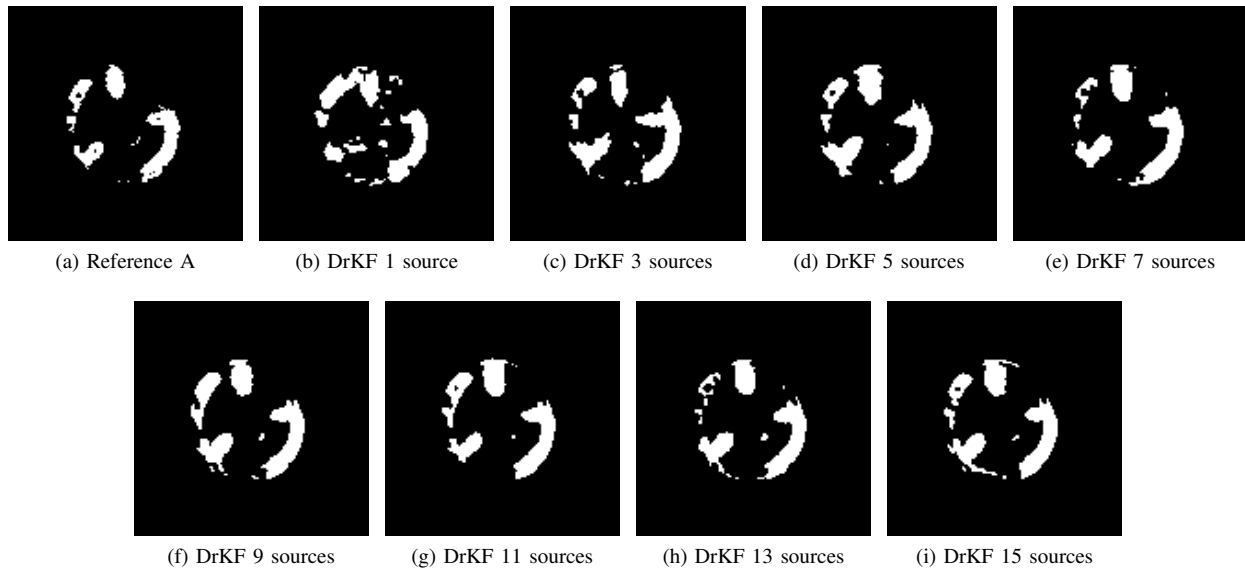 (a) Reference A
(b) DrKF 1 source
(c) DrKF 3 sources
(d) DrKF 5 sources
(e) DrKF 7 sources
(f) DrKF 9 sources
(g) DrKF 11 sources
(h) DrKF 13 sources
(i) DrKF 15 sources